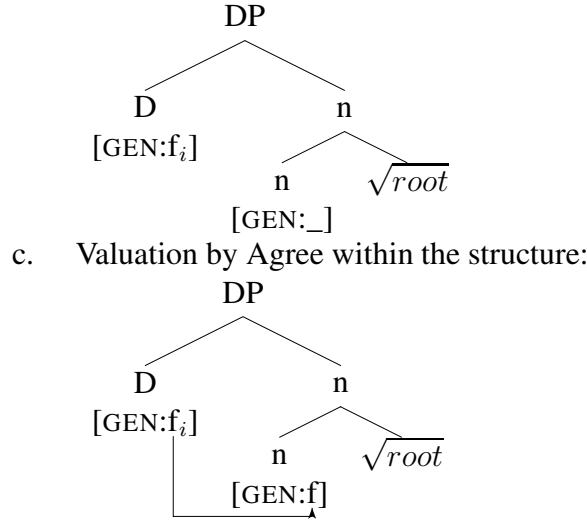 DP
D n
[GEN:fᵢ]
n √root
[GEN:_]
c. Valuation by Agree within the structure:
DP
D n
[GEN:fᵢ]
n √root
[GEN:f]